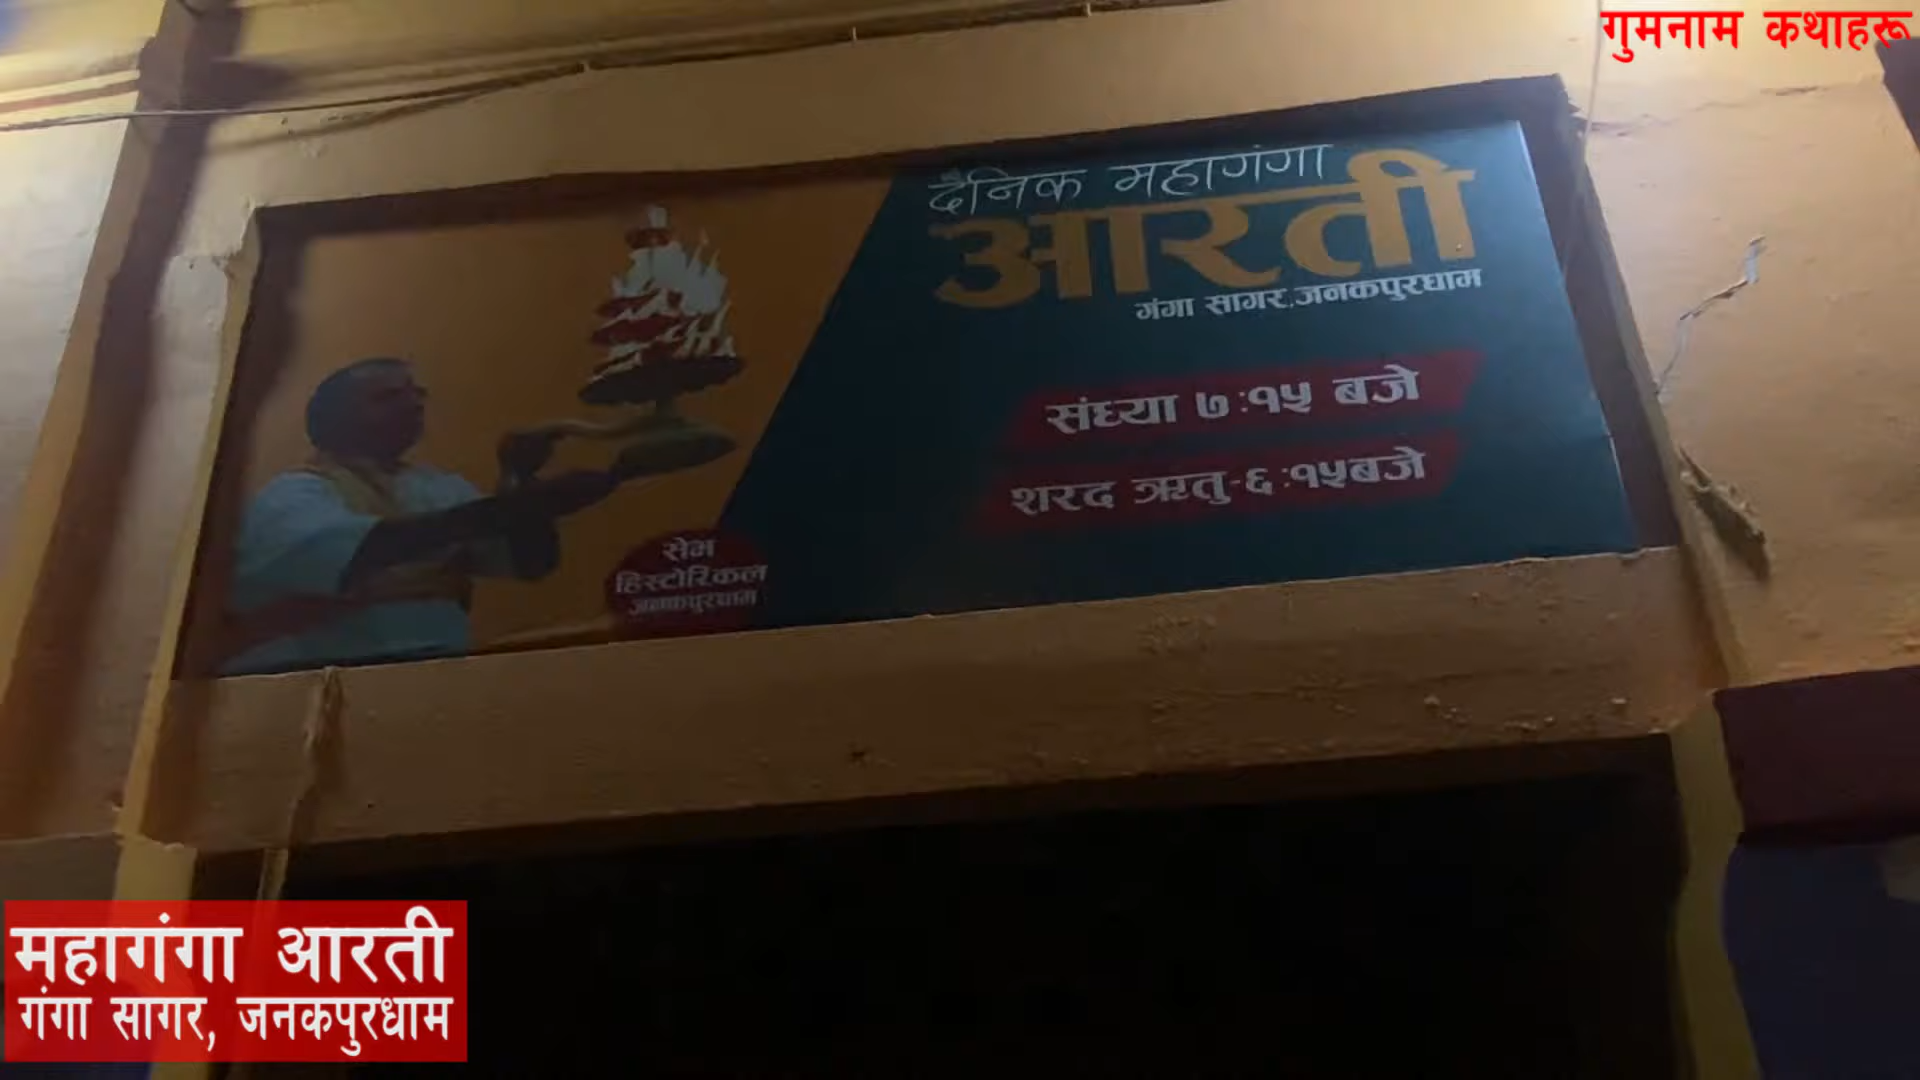 गुमनाम कथाहरू
दैनिक महागंगा
आरती
गंगा सागर,जनकपुरधाम
संध्या ७:१५ बजे
शरद ऋतु-६:१५बजे
सेभ
हिस्टोरिकल
जनकपुरधाम
महागंगा आरती
गंगा सागर, जनकपुरधाम